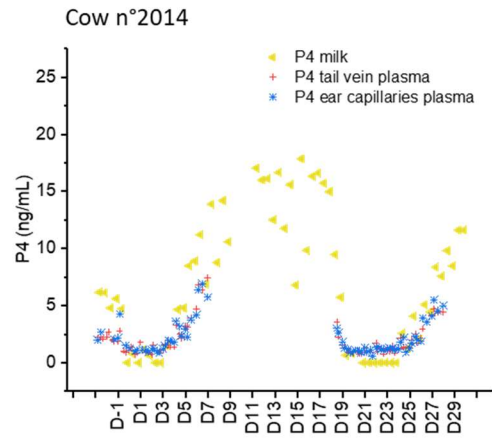 Cow n°2014
P4 milk
P4 tail vein plasma
P4 ear capillaries plasma
P4 (ng/mL)
25
20
15
10
5
0
D-1 D1 D3 D5 D7 D9 D11 D13 D15 D17 D19 D21 D23 D25 D27 D29